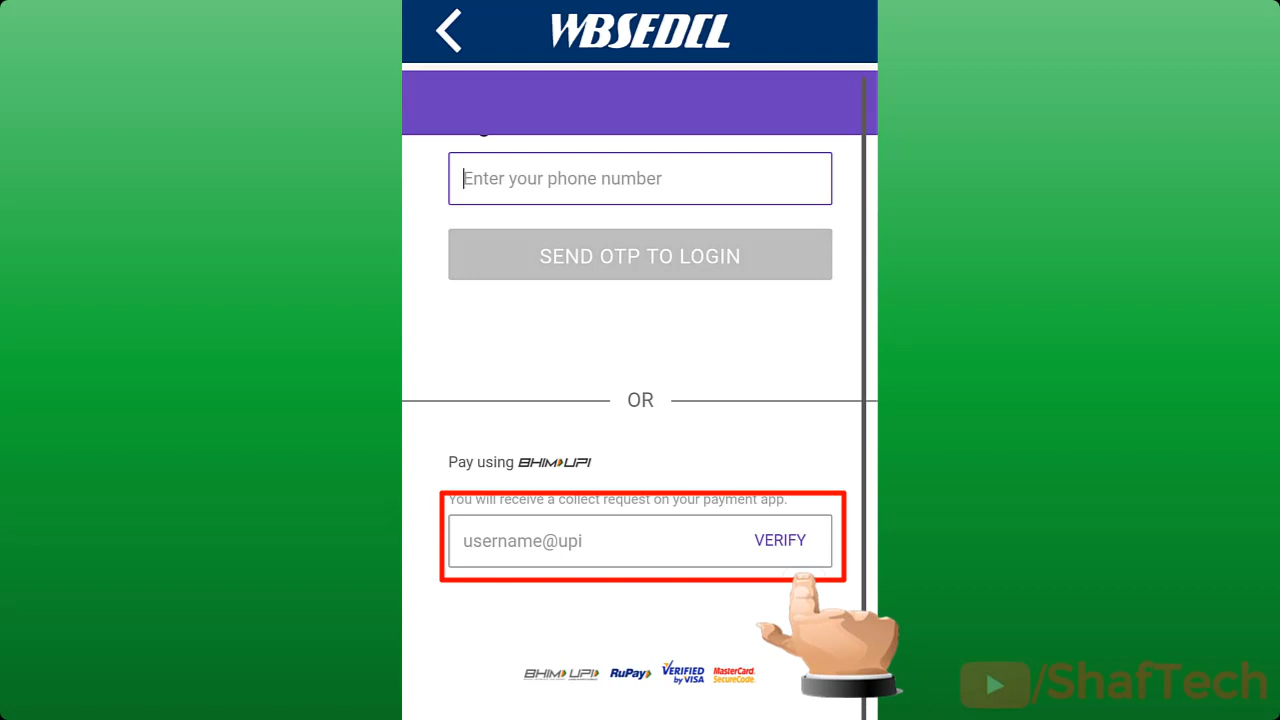 WBSEDCL
Enter your phone number
SEND OTP TO LOGIN
OR
Pay using BHIM UPI
You will receive a collect request on your payment app.
username@upi VERIFY
BHIM UPI RuPay VERIFIED by VISA MasterCard. SecureCode.
/ShafTech